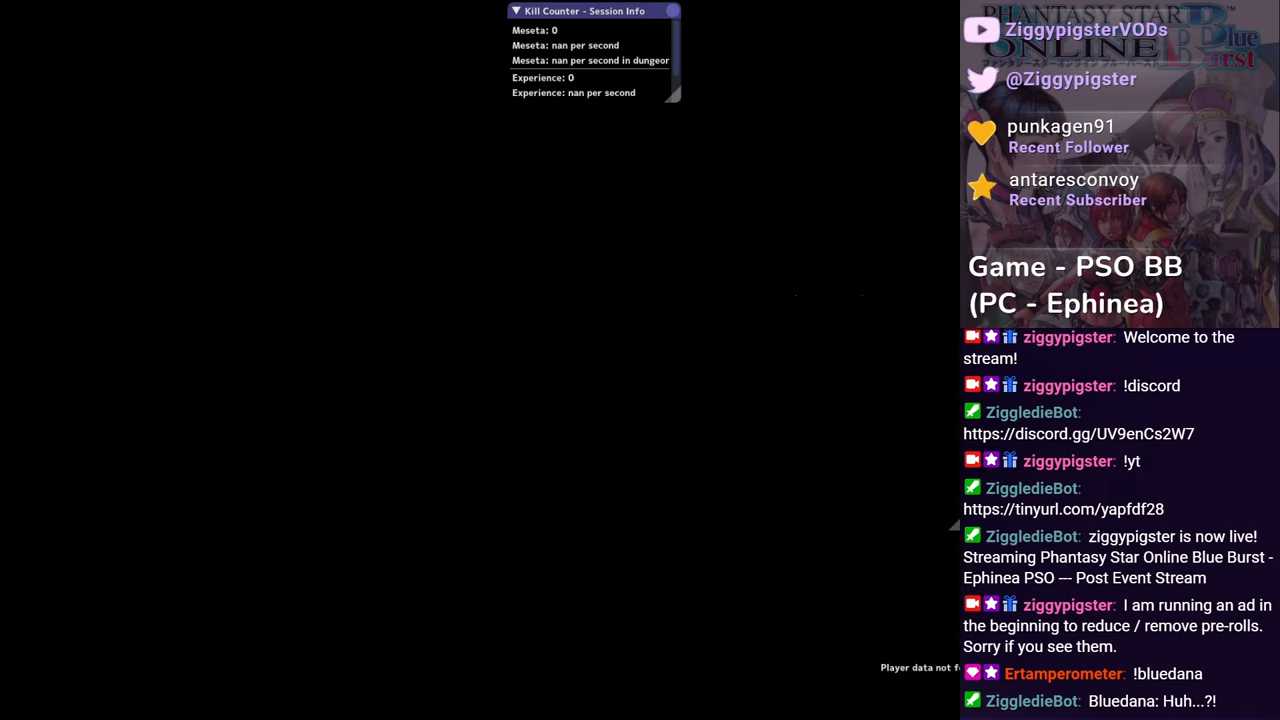 Kill Counter - Session Info
Meseta: 0
Meseta: nan per second
Meseta: nan per second in dungeor
Experience: 0
Experience: nan per second
Player data not f
PHANTASY STAR
ONLINE Blue
Burst
ZiggypigsterVODs
@Ziggypigster
punkagen91
Recent Follower
antaresconvoy
Recent Subscriber
Game - PSO BB
(PC - Ephinea)
ziggypigster: Welcome to the
stream!
ziggypigster: !discord
ZiggledieBot:
https://discord.gg/UV9enCs2W7
ziggypigster: !yt
ZiggledieBot:
https://tinyurl.com/yapfdf28
ZiggledieBot: ziggypigster is now live!
Streaming Phantasy Star Online Blue Burst -
Ephinea PSO --- Post Event Stream
ziggypigster: I am running an ad in
the beginning to reduce / remove pre-rolls.
Sorry if you see them.
Ertamperometer: !bluedana
ZiggledieBot: Bluedana: Huh...?!